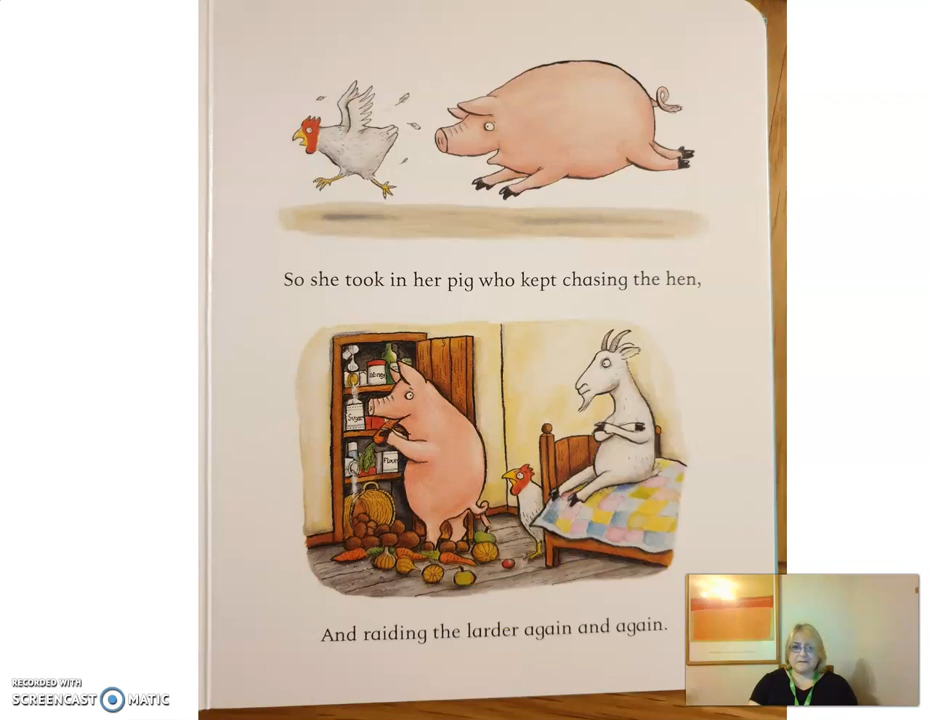 So she took in her pig who kept chasing the hen,
Sugar
Flour
And raiding the larder again and again.
RECORDED WITH
SCREENCAST MATIC